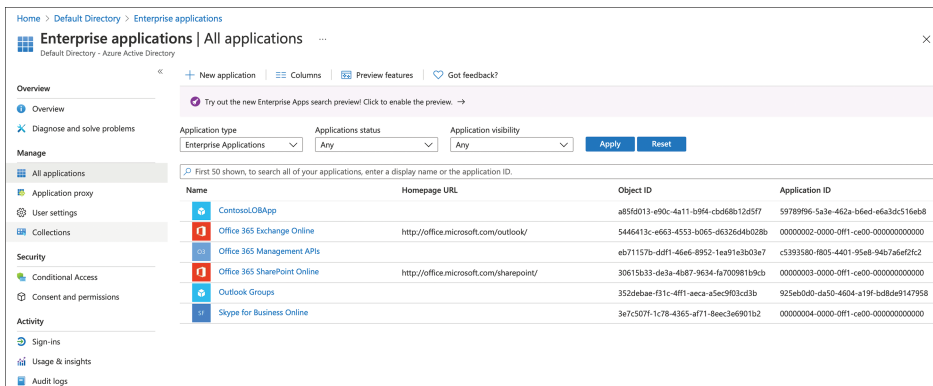 Home > Default Directory > Enterprise applications
Enterprise applications | All applications ...
Default Directory - Azure Active Directory
«
Overview
Overview
Diagnose and solve problems
Manage
All applications
Application proxy
User settings
Collections
Security
Conditional Access
Consent and permissions
Activity
Sign-ins
Usage & insights
Audit logs
+ New application | Columns | Preview features | Got feedback?
Try out the new Enterprise Apps search preview! Click to enable the preview. →
Application type Applications status Application visibility
Enterprise Applications Any Any Apply Reset
First 50 shown, to search all of your applications, enter a display name or the application ID.
Name Homepage URL Object ID Application ID
ContosoLOBApp a85fd013-e90c-4a11-b9f4-cbd68b12d5f7 59789f96-5a3e-462a-b6ed-e6a3dc516eb8
Office 365 Exchange Online http://office.microsoft.com/outlook/ 5446413c-e663-4553-b065-d6326d4b028b 00000002-0000-0ff1-ce00-000000000000
O3 Office 365 Management APIs eb71157b-ddf1-46e6-8952-1ea91e3b03e7 c5393580-f805-4401-95e8-94b7a6ef2fc2
Office 365 SharePoint Online http://office.microsoft.com/sharepoint/ 30615b33-de3a-4b87-9634-fa700981b9cb 00000003-0000-0ff1-ce00-000000000000
Outlook Groups 352debae-f31c-4ff1-aeca-a5ec9f03cd3b 925eb0d0-da50-4604-a19f-bd8de9147958
SF Skype for Business Online 3e7c507f-1c78-4365-af71-8eec3e6901b2 00000004-0000-0ff1-ce00-000000000000